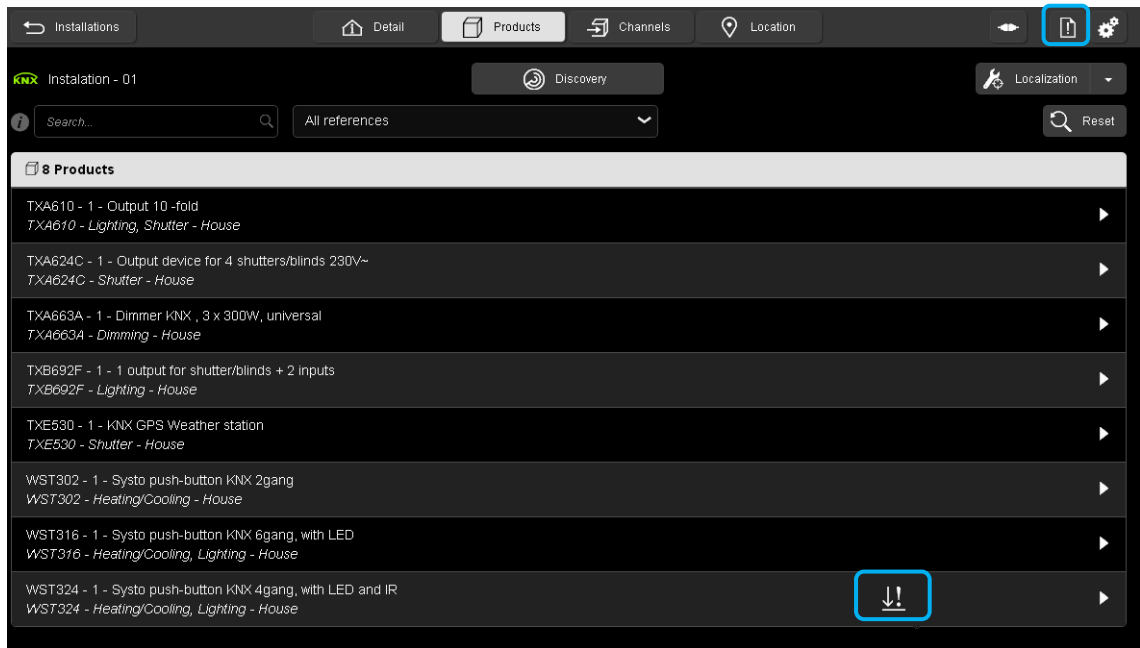 Installations
Detail
Products
Channels
Location
KNX Instalation - 01
Discovery
Localization
Search...
All references
Reset
8 Products
TXA610 - 1 - Output 10 -fold
TXA610 - Lighting, Shutter - House
TXA624C - 1 - Output device for 4 shutters/blinds 230V~
TXA624C - Shutter - House
TXA663A - 1 - Dimmer KNX , 3 x 300W, universal
TXA663A - Dimming - House
TXB692F - 1 - 1 output for shutter/blinds + 2 inputs
TXB692F - Lighting - House
TXE530 - 1 - KNX GPS Weather station
TXE530 - Shutter - House
WST302 - 1 - Systo push-button KNX 2gang
WST302 - Heating/Cooling - House
WST316 - 1 - Systo push-button KNX 6gang, with LED
WST316 - Heating/Cooling, Lighting - House
WST324 - 1 - Systo push-button KNX 4gang, with LED and IR
WST324 - Heating/Cooling, Lighting - House